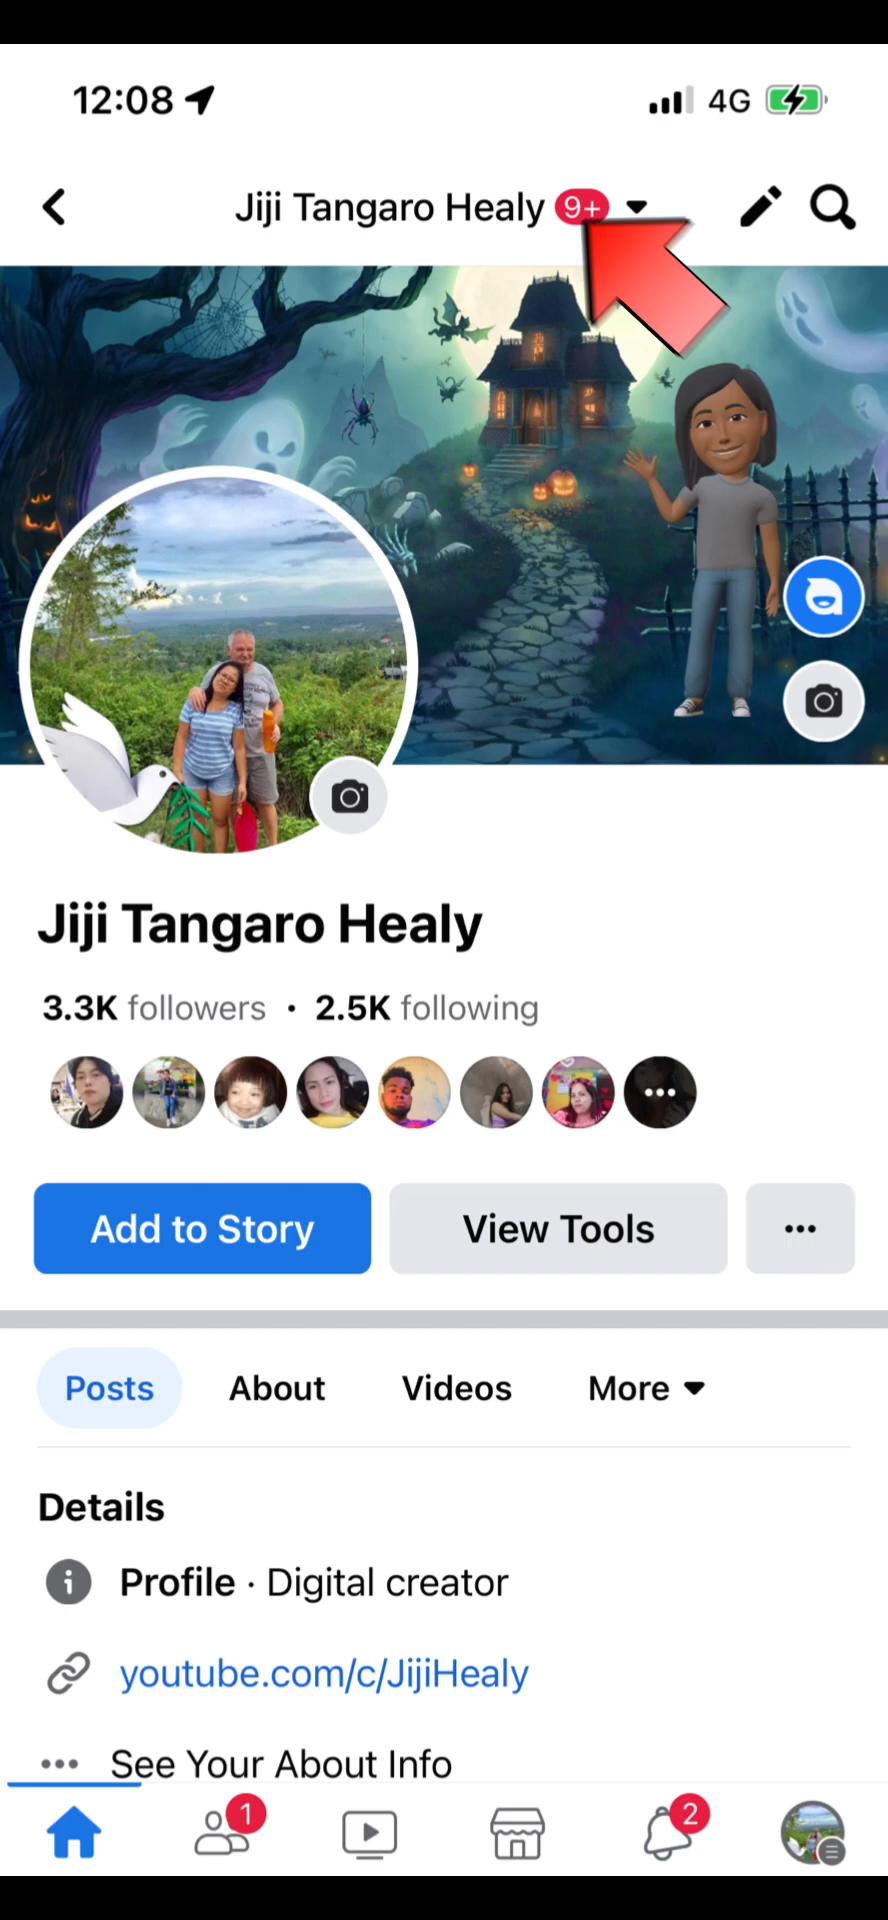 12:08 4G
Jiji Tangaro Healy 9+
Jiji Tangaro Healy
3.3K followers · 2.5K following
Add to Story View Tools ...
Posts About Videos More
Details
Profile · Digital creator
youtube.com/c/JijiHealy
... See Your About Info
1 2